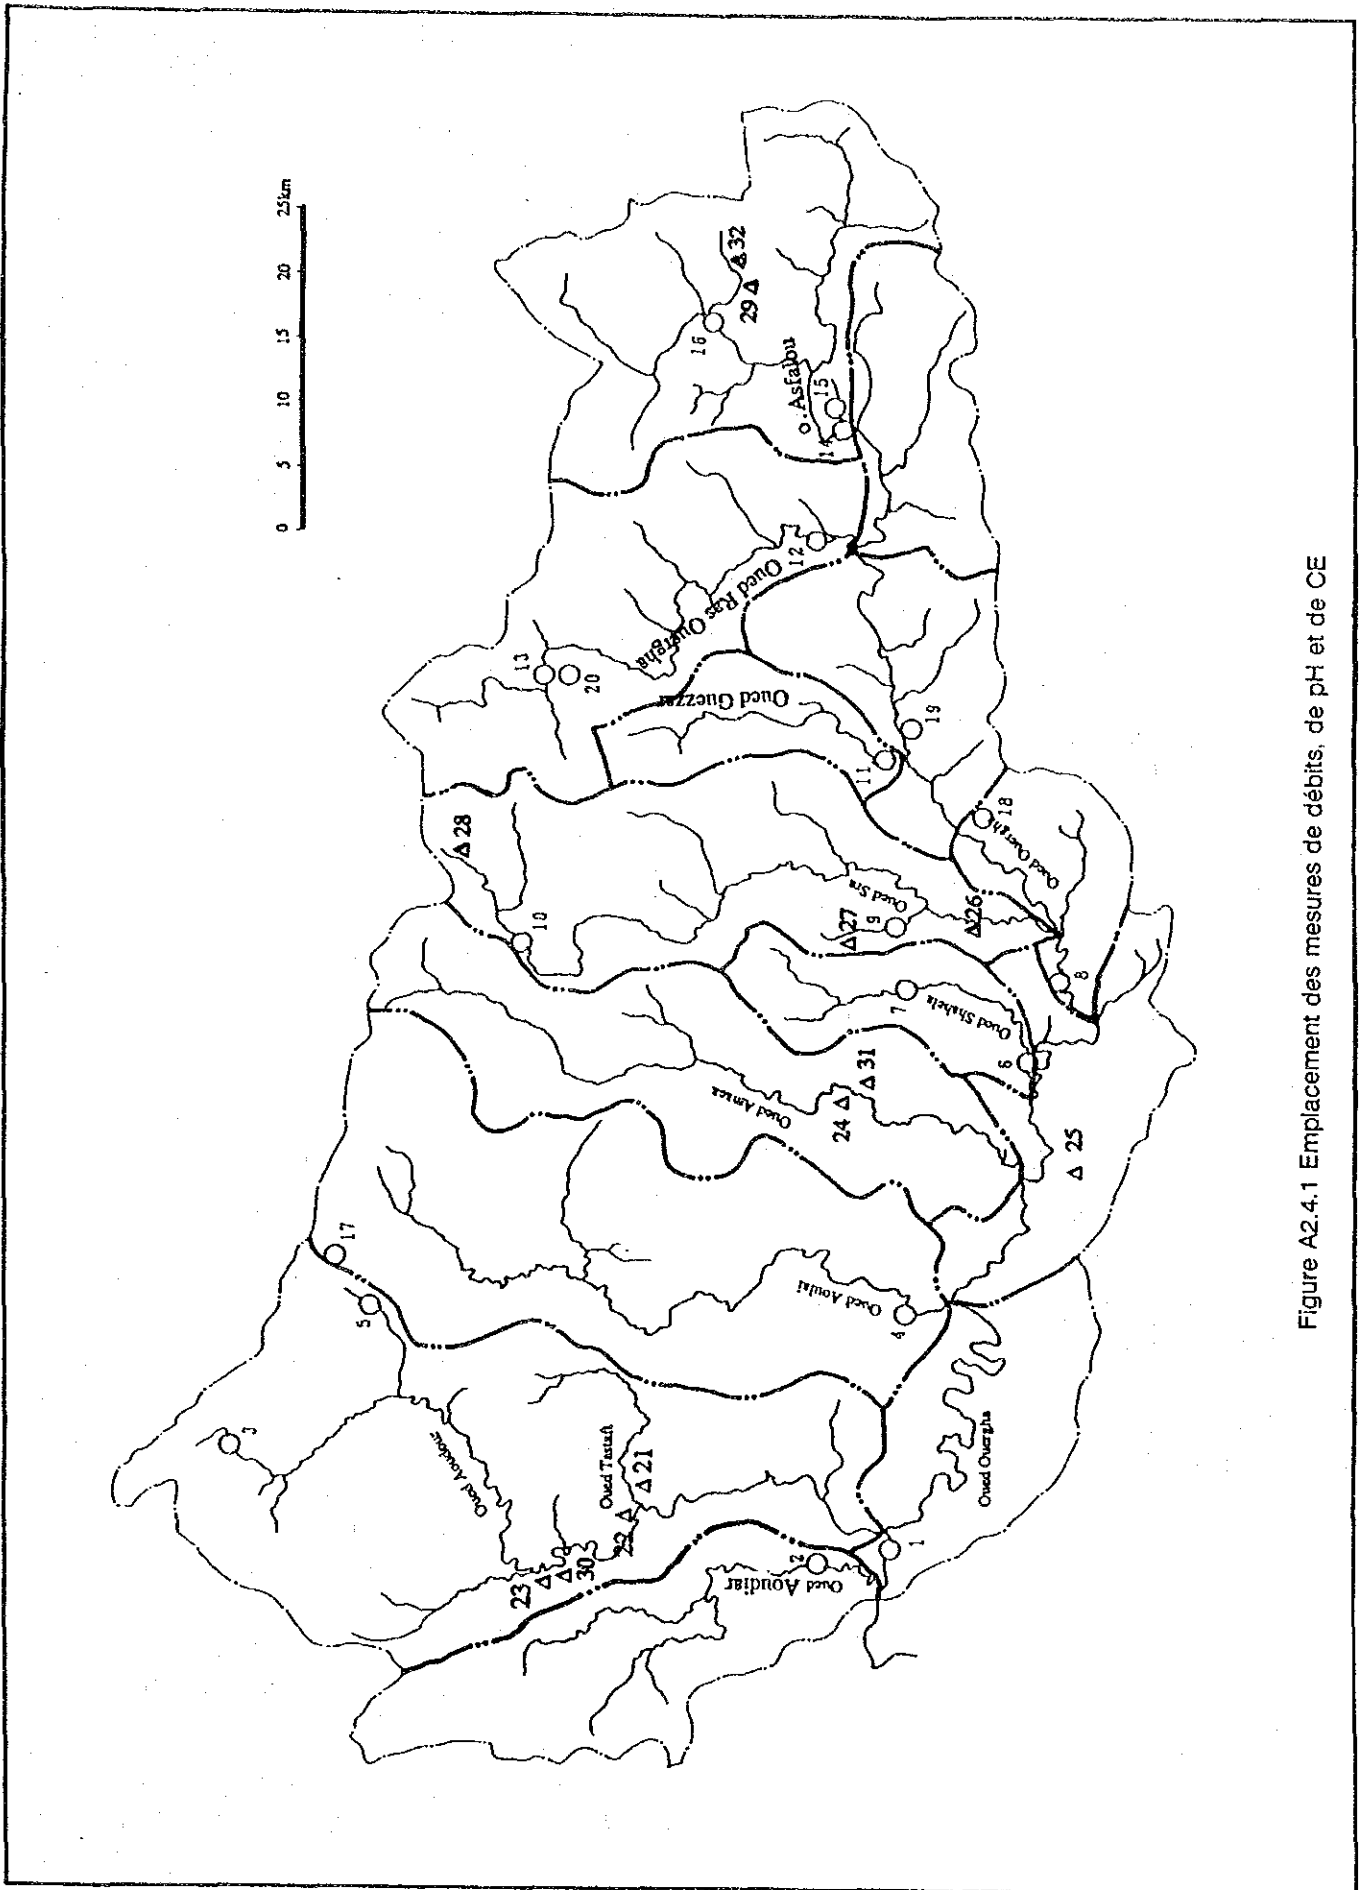 0 5 10 15 20 25km
32
29
16
Asfalou
15
14
12
Oued Ras Ouergha
13
20
Oued Guezzar
19
11
18
Oued Ouergha
28
10
27
9
Oued Sra
26
8
7
Oued Shahela
6
31
24
Oued Amzez
25
17
5
Oued Aoulai
4
3
Oued Aoudour
Oued Tastaft
21
22
23
30
2
Oued Aoudiar
1
Oued Ouergha
Figure A2.4.1 Emplacement des mesures de débits, de pH et de CE